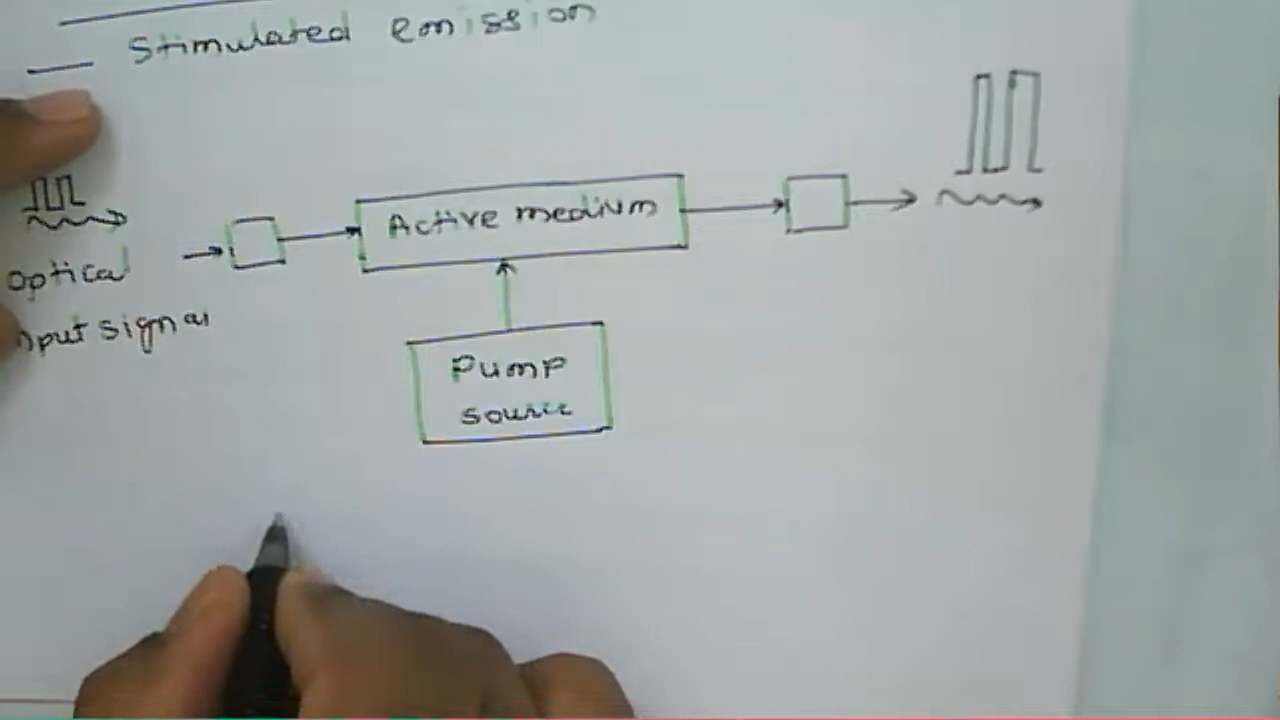 Stimulated emission
Active medium
Optical
input signal
Pump
source